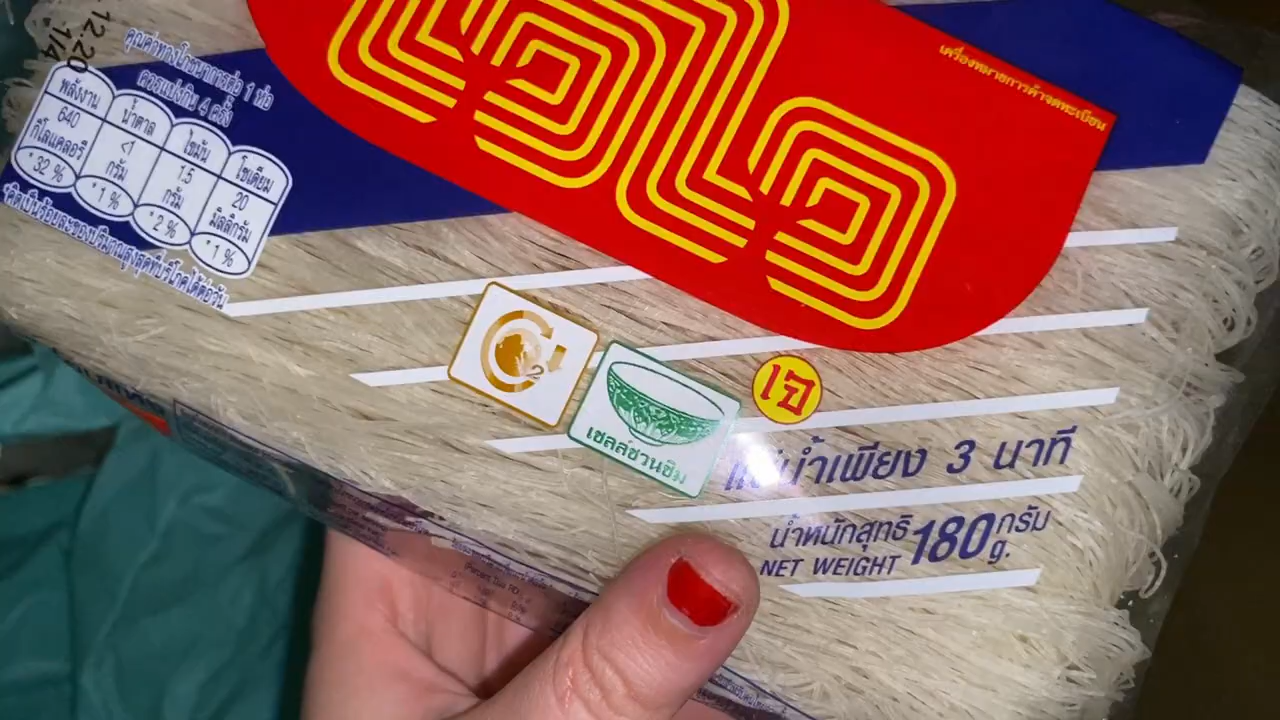 12.20
1/4
คุณค่าทางโภชนาการต่อ 1 ห่อ
ควรแบ่งกิน 4 ครั้ง
พลังงาน
640
กิโลแคลอรี
*32 %
น้ำตาล
<1
กรัม
*1 %
ไขมัน
1.5
กรัม
*2 %
โซเดียม
20
มิลลิกรัม
*1 %
*คิดเป็นร้อยละของปริมาณสูงสุดที่บริโภคได้ต่อวัน
เครื่องหมายการค้าจดทะเบียน
เชลล์ชวนชิม
เจ
แช่น้ำเพียง 3 นาที
น้ำหนักสุทธิ 180 กรัม
NET WEIGHT g.